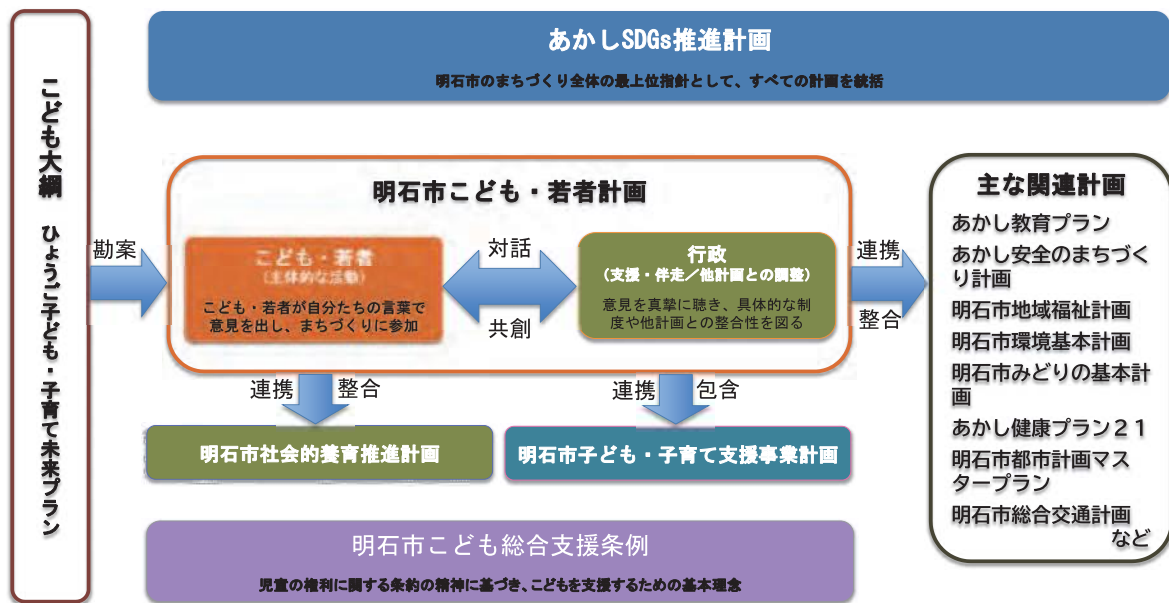 あかしSDGs推進計画
明石市のまちづくり全体の最上位指針として、すべての計画を統括
こども大綱　ひょうご子ども・子育て未来プラン
勘案
明石市こども・若者計画
こども・若者
(主体的な活動)
こども・若者が自分たちの言葉で
意見を出し、まちづくりに参加
対話
共創
行政
(支援・伴走／他計画との調整)
意見を真摯に聴き、具体的な制
度や他計画との整合性を図る
連携
整合
連携
整合
連携
包含
明石市社会的養育推進計画
明石市子ども・子育て支援事業計画
明石市こども総合支援条例
児童の権利に関する条約の精神に基づき、こどもを支援するための基本理念
主な関連計画
あかし教育プラン
あかし安全のまちづく
り計画
明石市地域福祉計画
明石市環境基本計画
明石市みどりの基本計
画
あかし健康プラン２１
明石市都市計画マス
タープラン
明石市総合交通計画
など